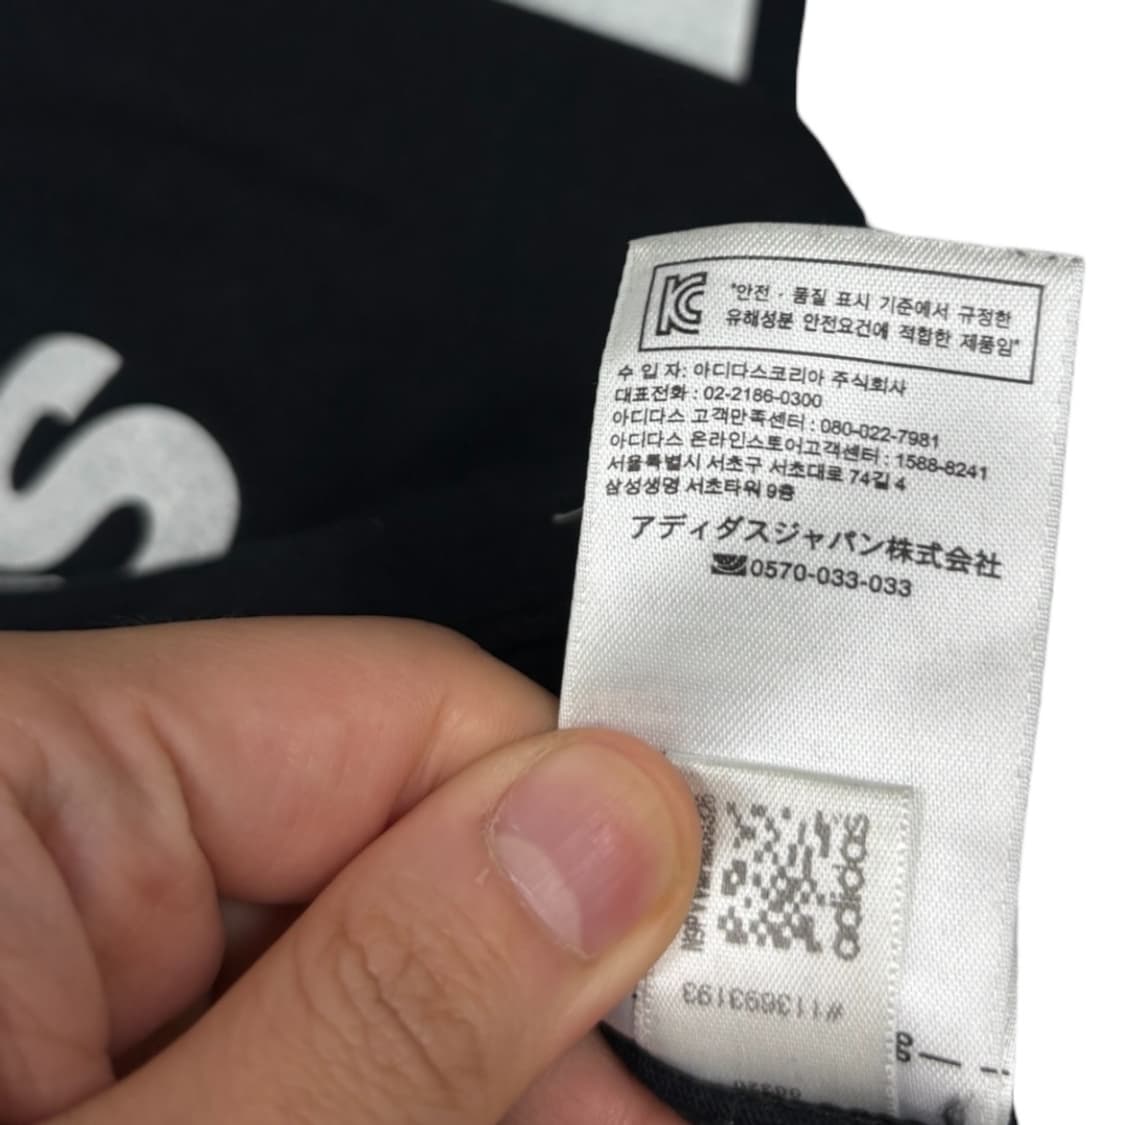 KC
"안전 · 품질 표시 기준에서 규정한
유해성분 안전요건에 적합한 제품임"
수 입 자: 아디다스코리아 주식회사
대표전화 : 02-2186-0300
아디다스 고객만족센터 : 080-022-7981
아디다스 온라인스토어고객센터 : 1588-8241
서울특별시 서초구 서초대로 74길 4
삼성생명 서초타워 9층
アディダスジャパン株式会社
0570-033-033
adidas
#113693193
S